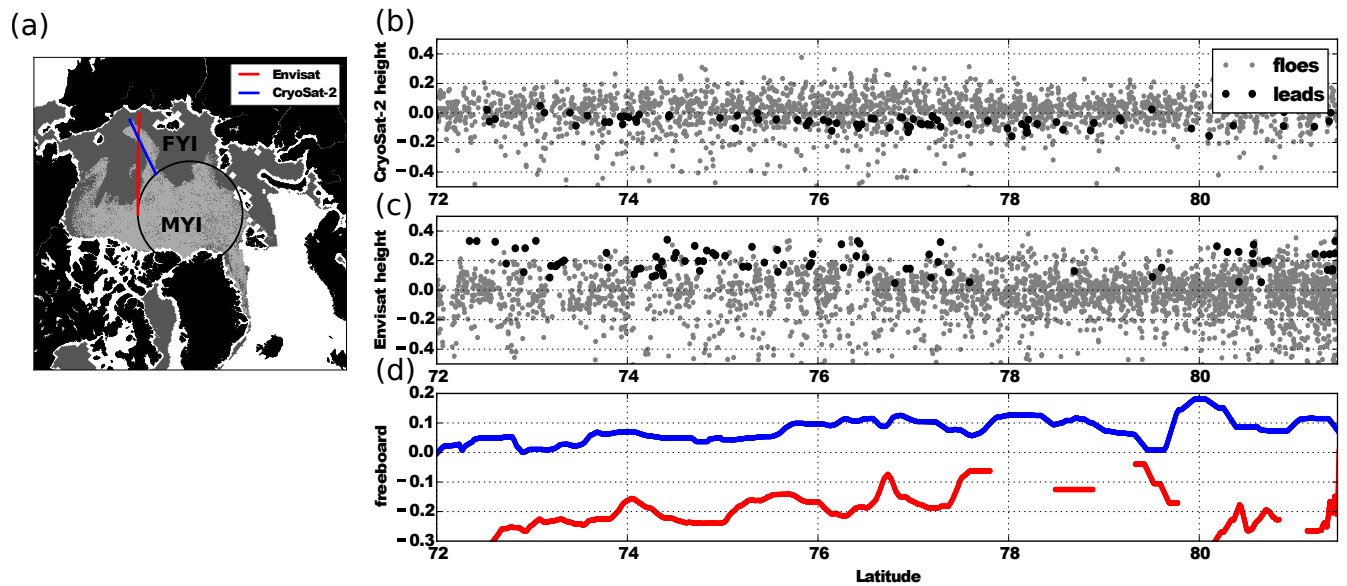 (a)
Envisat
CryoSat-2
FYI
MYI
(b)
CryoSat-2 height
0.4
0.2
0.0
−0.2
−0.4
floes
leads
72 74 76 78 80
(c)
Envisat height
0.4
0.2
0.0
−0.2
−0.4
72 74 76 78 80
(d)
freeboard
0.2
0.1
0.0
−0.1
−0.2
−0.3
72 74 76 78 80
Latitude